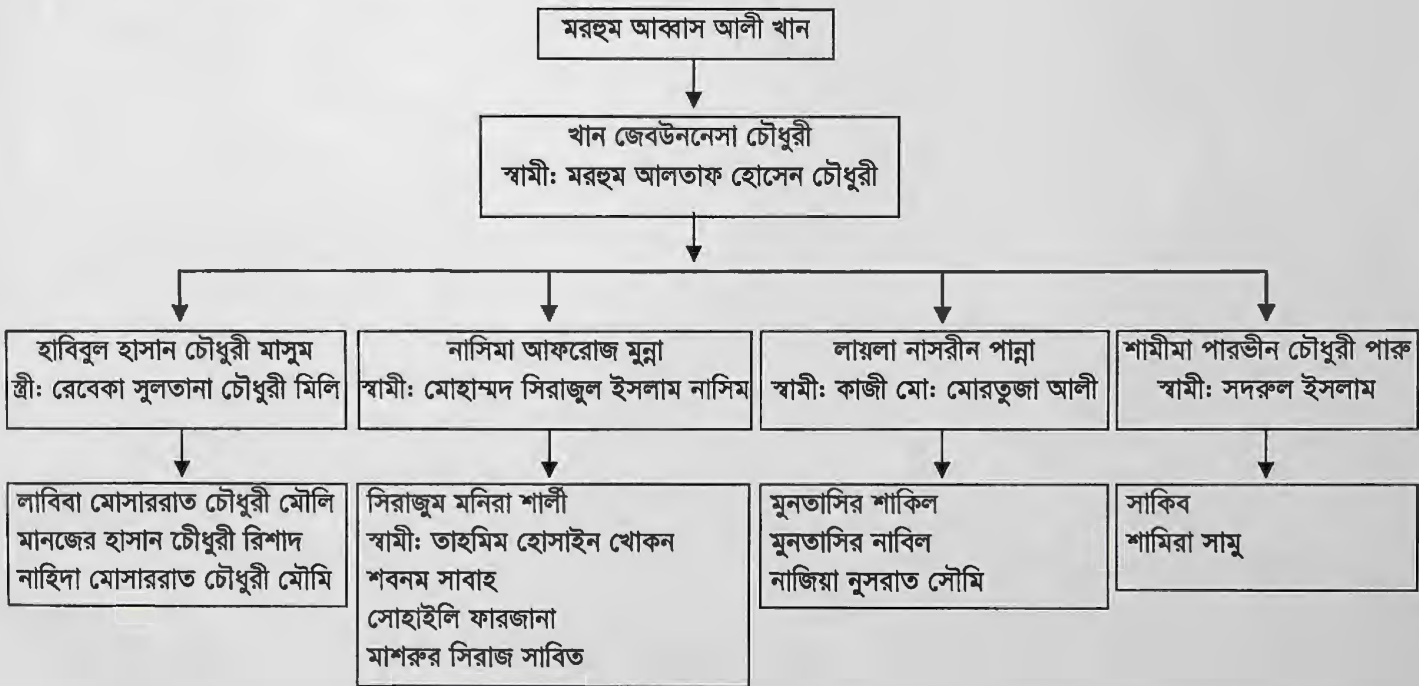 মরহুম আব্বাস আলী খান
খান জেবউননেসা চৌধুরী
স্বামী: মরহুম আলতাফ হোসেন চৌধুরী
হাবিবুল হাসান চৌধুরী মাসুম
স্ত্রী: রেবেকা সুলতানা চৌধুরী মিলি
নাসিমা আফরোজ মুন্না
স্বামী: মোহাম্মদ সিরাজুল ইসলাম নাসিম
লায়লা নাসরীন পান্না
স্বামী: কাজী মো: মোরতুজা আলী
শামীমা পারভীন চৌধুরী পারু
স্বামী: সদরুল ইসলাম
লাবিবা মোসাররাত চৌধুরী মৌলি
মানজের হাসান চৌধুরী রিশাদ
নাহিদা মোসাররাত চৌধুরী মৌমি
সিরাজুম মনিরা শার্লী
স্বামী: তাহমিম হোসাইন খোকন
শবনম সাবাহ
সোহাইলি ফারজানা
মাশরুর সিরাজ সাবিত
মুনতাসির শাকিল
মুনতাসির নাবিল
নাজিয়া নুসরাত সৌমি
সাকিব
শামিরা সামু